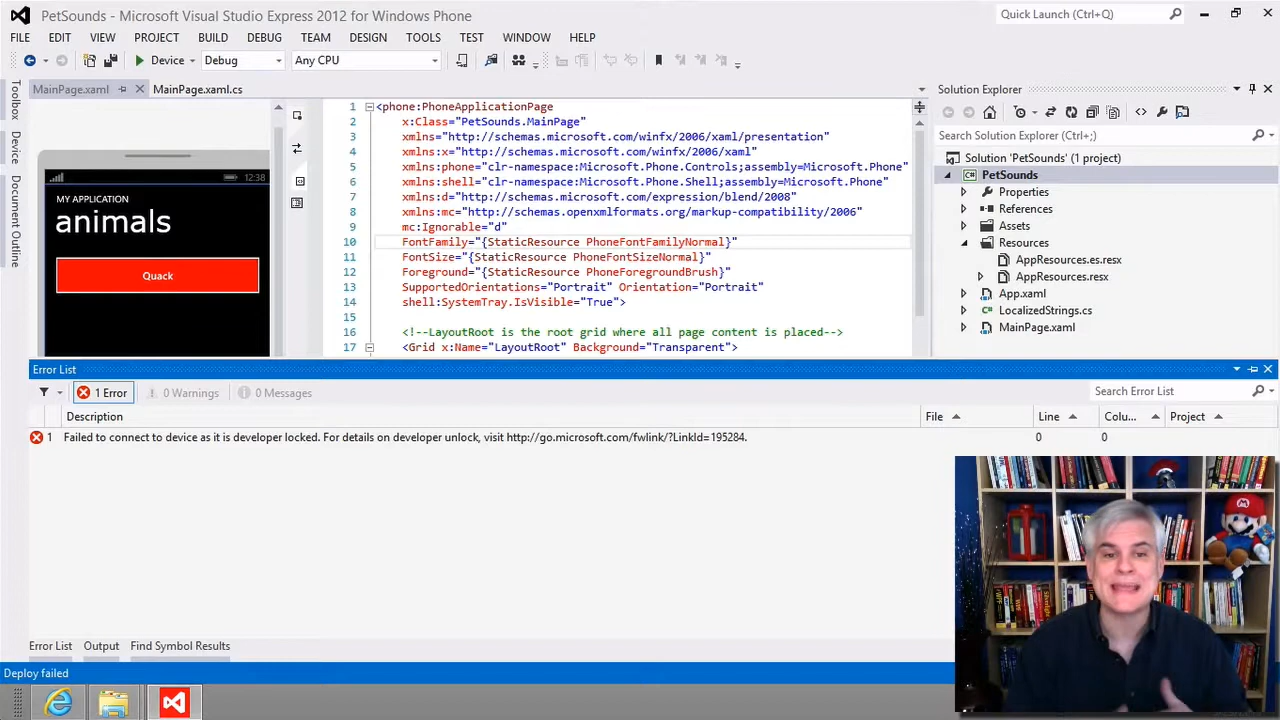 PetSounds - Microsoft Visual Studio Express 2012 for Windows Phone
Quick Launch (Ctrl+Q)
FILE EDIT VIEW PROJECT BUILD DEBUG TEAM DESIGN TOOLS TEST WINDOW HELP
Device Debug Any CPU
MainPage.xaml MainPage.xaml.cs
Toolbox
Device
Document Outline
12:38
MY APPLICATION
animals
Quack
1 <phone:PhoneApplicationPage
2 x:Class="PetSounds.MainPage"
3 xmlns="http://schemas.microsoft.com/winfx/2006/xaml/presentation"
4 xmlns:x="http://schemas.microsoft.com/winfx/2006/xaml"
5 xmlns:phone="clr-namespace:Microsoft.Phone.Controls;assembly=Microsoft.Phone"
6 xmlns:shell="clr-namespace:Microsoft.Phone.Shell;assembly=Microsoft.Phone"
7 xmlns:d="http://schemas.microsoft.com/expression/blend/2008"
8 xmlns:mc="http://schemas.openxmlformats.org/markup-compatibility/2006"
9 mc:Ignorable="d"
10 FontFamily="{StaticResource PhoneFontFamilyNormal}"
11 FontSize="{StaticResource PhoneFontSizeNormal}"
12 Foreground="{StaticResource PhoneForegroundBrush}"
13 SupportedOrientations="Portrait" Orientation="Portrait"
14 shell:SystemTray.IsVisible="True">
15
16 <!--LayoutRoot is the root grid where all page content is placed-->
17 <Grid x:Name="LayoutRoot" Background="Transparent">
Solution Explorer
Search Solution Explorer (Ctrl+;)
Solution 'PetSounds' (1 project)
PetSounds
Properties
References
Assets
Resources
AppResources.es.resx
AppResources.resx
App.xaml
LocalizedStrings.cs
MainPage.xaml
Error List
1 Error 0 Warnings 0 Messages
Search Error List
Description File Line Colu... Project
1 Failed to connect to device as it is developer locked. For details on developer unlock, visit http://go.microsoft.com/fwlink/?LinkId=195284. 0 0
Error List Output Find Symbol Results
Deploy failed